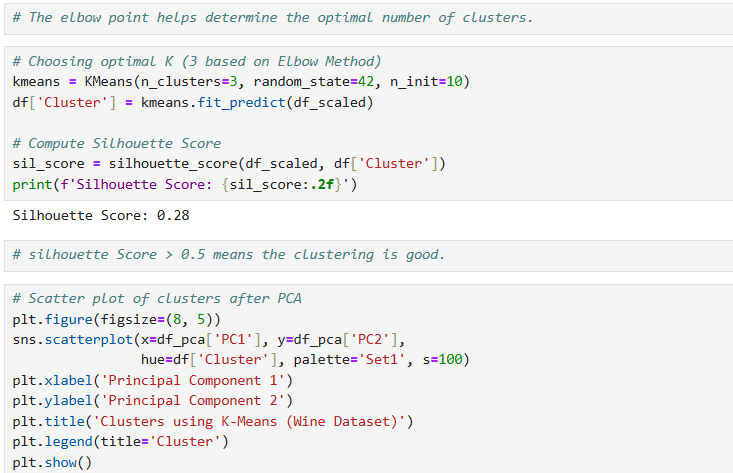 # The elbow point helps determine the optimal number of clusters.
# Choosing optimal K (3 based on Elbow Method)
kmeans = KMeans(n_clusters=3, random_state=42, n_init=10)
df['Cluster'] = kmeans.fit_predict(df_scaled)
# Compute Silhouette Score
sil_score = silhouette_score(df_scaled, df['Cluster'])
print(f'Silhouette Score: {sil_score:.2f}')
Silhouette Score: 0.28
# silhouette Score > 0.5 means the clustering is good.
# Scatter plot of clusters after PCA
plt.figure(figsize=(8, 5))
sns.scatterplot(x=df_pca['PC1'], y=df_pca['PC2'],
hue=df['Cluster'], palette='Set1', s=100)
plt.xlabel('Principal Component 1')
plt.ylabel('Principal Component 2')
plt.title('Clusters using K-Means (Wine Dataset)')
plt.legend(title='Cluster')
plt.show()